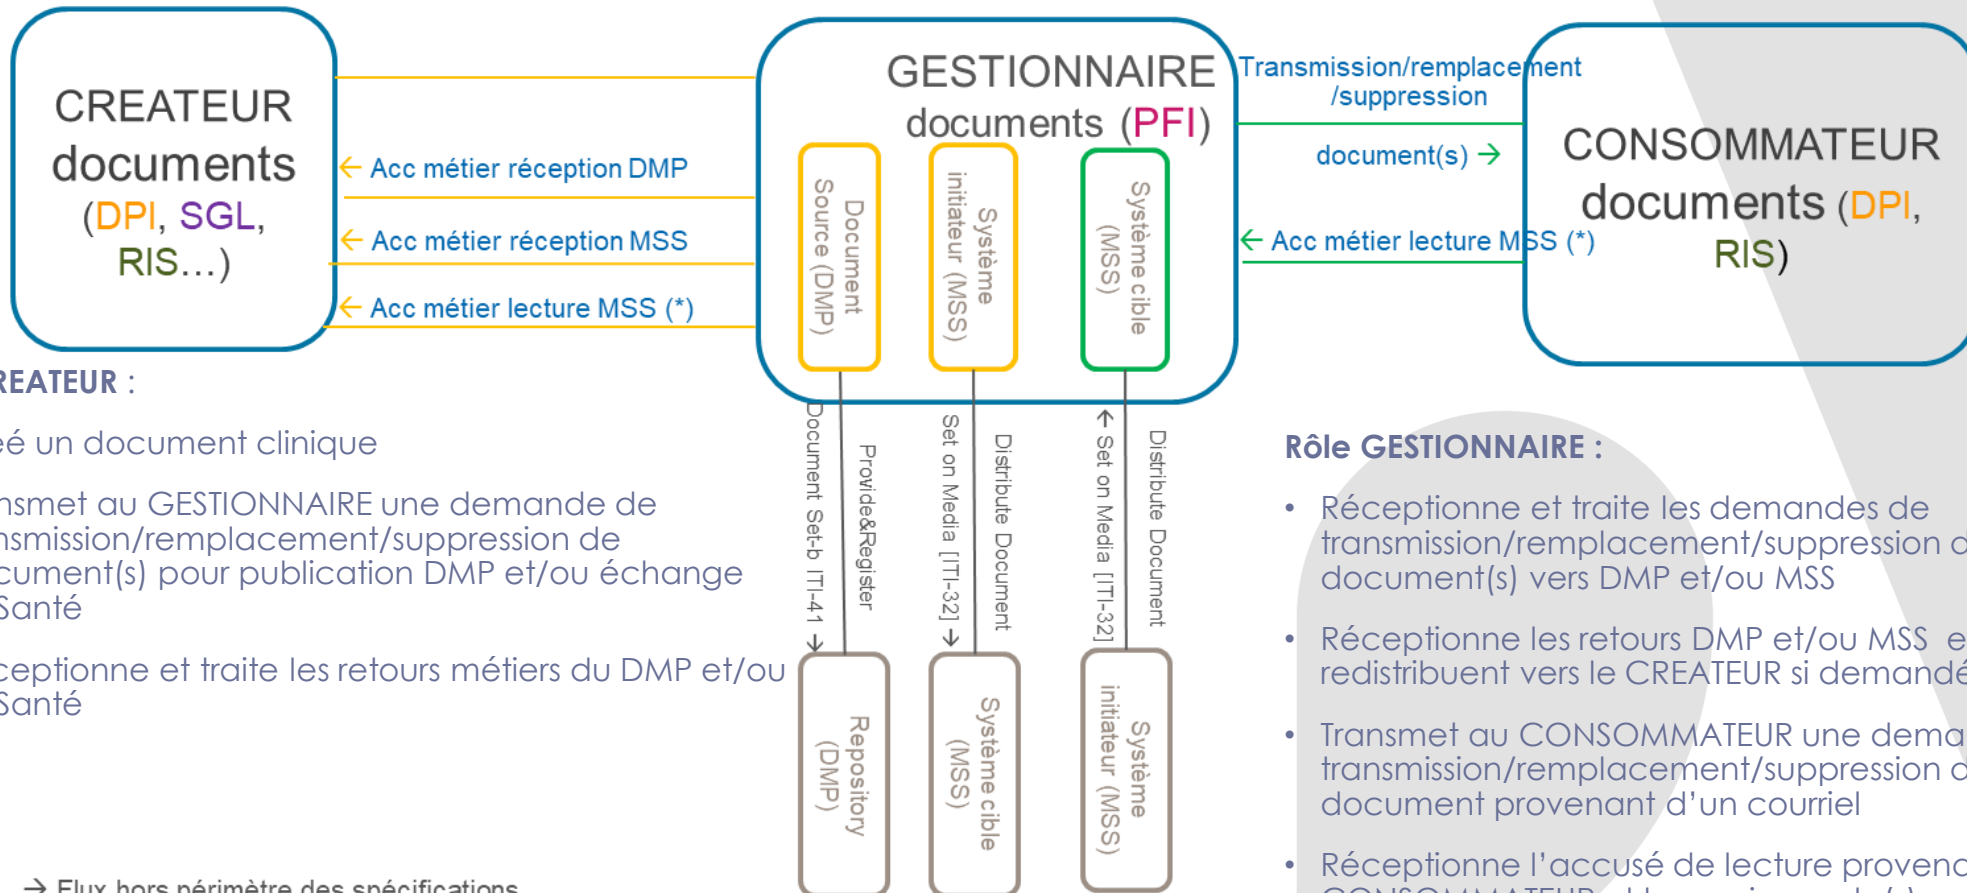 CREATEUR
documents
(DPI, SGL,
RIS...)
← Acc métier réception DMP
← Acc métier réception MSS
← Acc métier lecture MSS (*)
GESTIONNAIRE
documents (PFI)
Document
Source (DMP)
Système
initiateur (MSS)
Système cible
(MSS)
Transmission/remplacement
/suppression
document(s) →
← Acc métier lecture MSS (*)
CONSOMMATEUR
documents (DPI,
RIS)
Provide&Register
Document Set-b ITI-41 →
Distribute Document
Set on Media [ITI-32] →
Distribute Document
← Set on Media [ITI-32]
Repository
(DMP)
Système cible
(MSS)
Système
initiateur (MSS)
REATEUR :
éé un document clinique
nsmet au GESTIONNAIRE une demande de
nsmission/remplacement/suppression de
cument(s) pour publication DMP et/ou échange
Santé
ceptionne et traite les retours métiers du DMP et/ou
Santé
→ Flux hors périmètre des spécifications
Rôle GESTIONNAIRE :
• Réceptionne et traite les demandes de
transmission/remplacement/suppression d
document(s) vers DMP et/ou MSS
• Réceptionne les retours DMP et/ou MSS e
redistribuent vers le CREATEUR si demandé
• Transmet au CONSOMMATEUR une dema
transmission/remplacement/suppression d
document provenant d'un courriel
• Réceptionne l'accusé de lecture provena